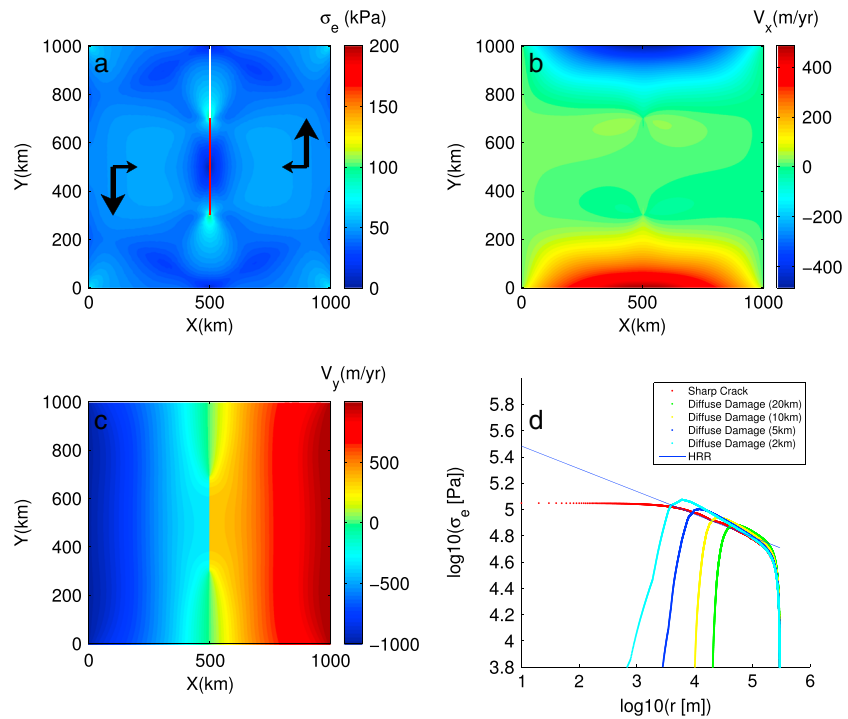 σe (kPa)
a
1000
800
600
400
200
0
Y(km)
0
500
1000
X(km)
200
150
100
50
0
Vx(m/yr)
b
1000
800
600
400
200
0
Y(km)
0
500
1000
X(km)
400
200
0
−200
−400
Vy(m/yr)
c
1000
800
600
400
200
0
Y(km)
0
500
1000
X(km)
500
0
−500
−1000
d
Sharp Crack
Diffuse Damage (20km)
Diffuse Damage (10km)
Diffuse Damage (5km)
Diffuse Damage (2km)
HRR
5.8
5.6
5.4
5.2
5
4.8
4.6
4.4
4.2
4
3.8
log10(σe [Pa])
1
2
3
4
5
6
log10(r [m])